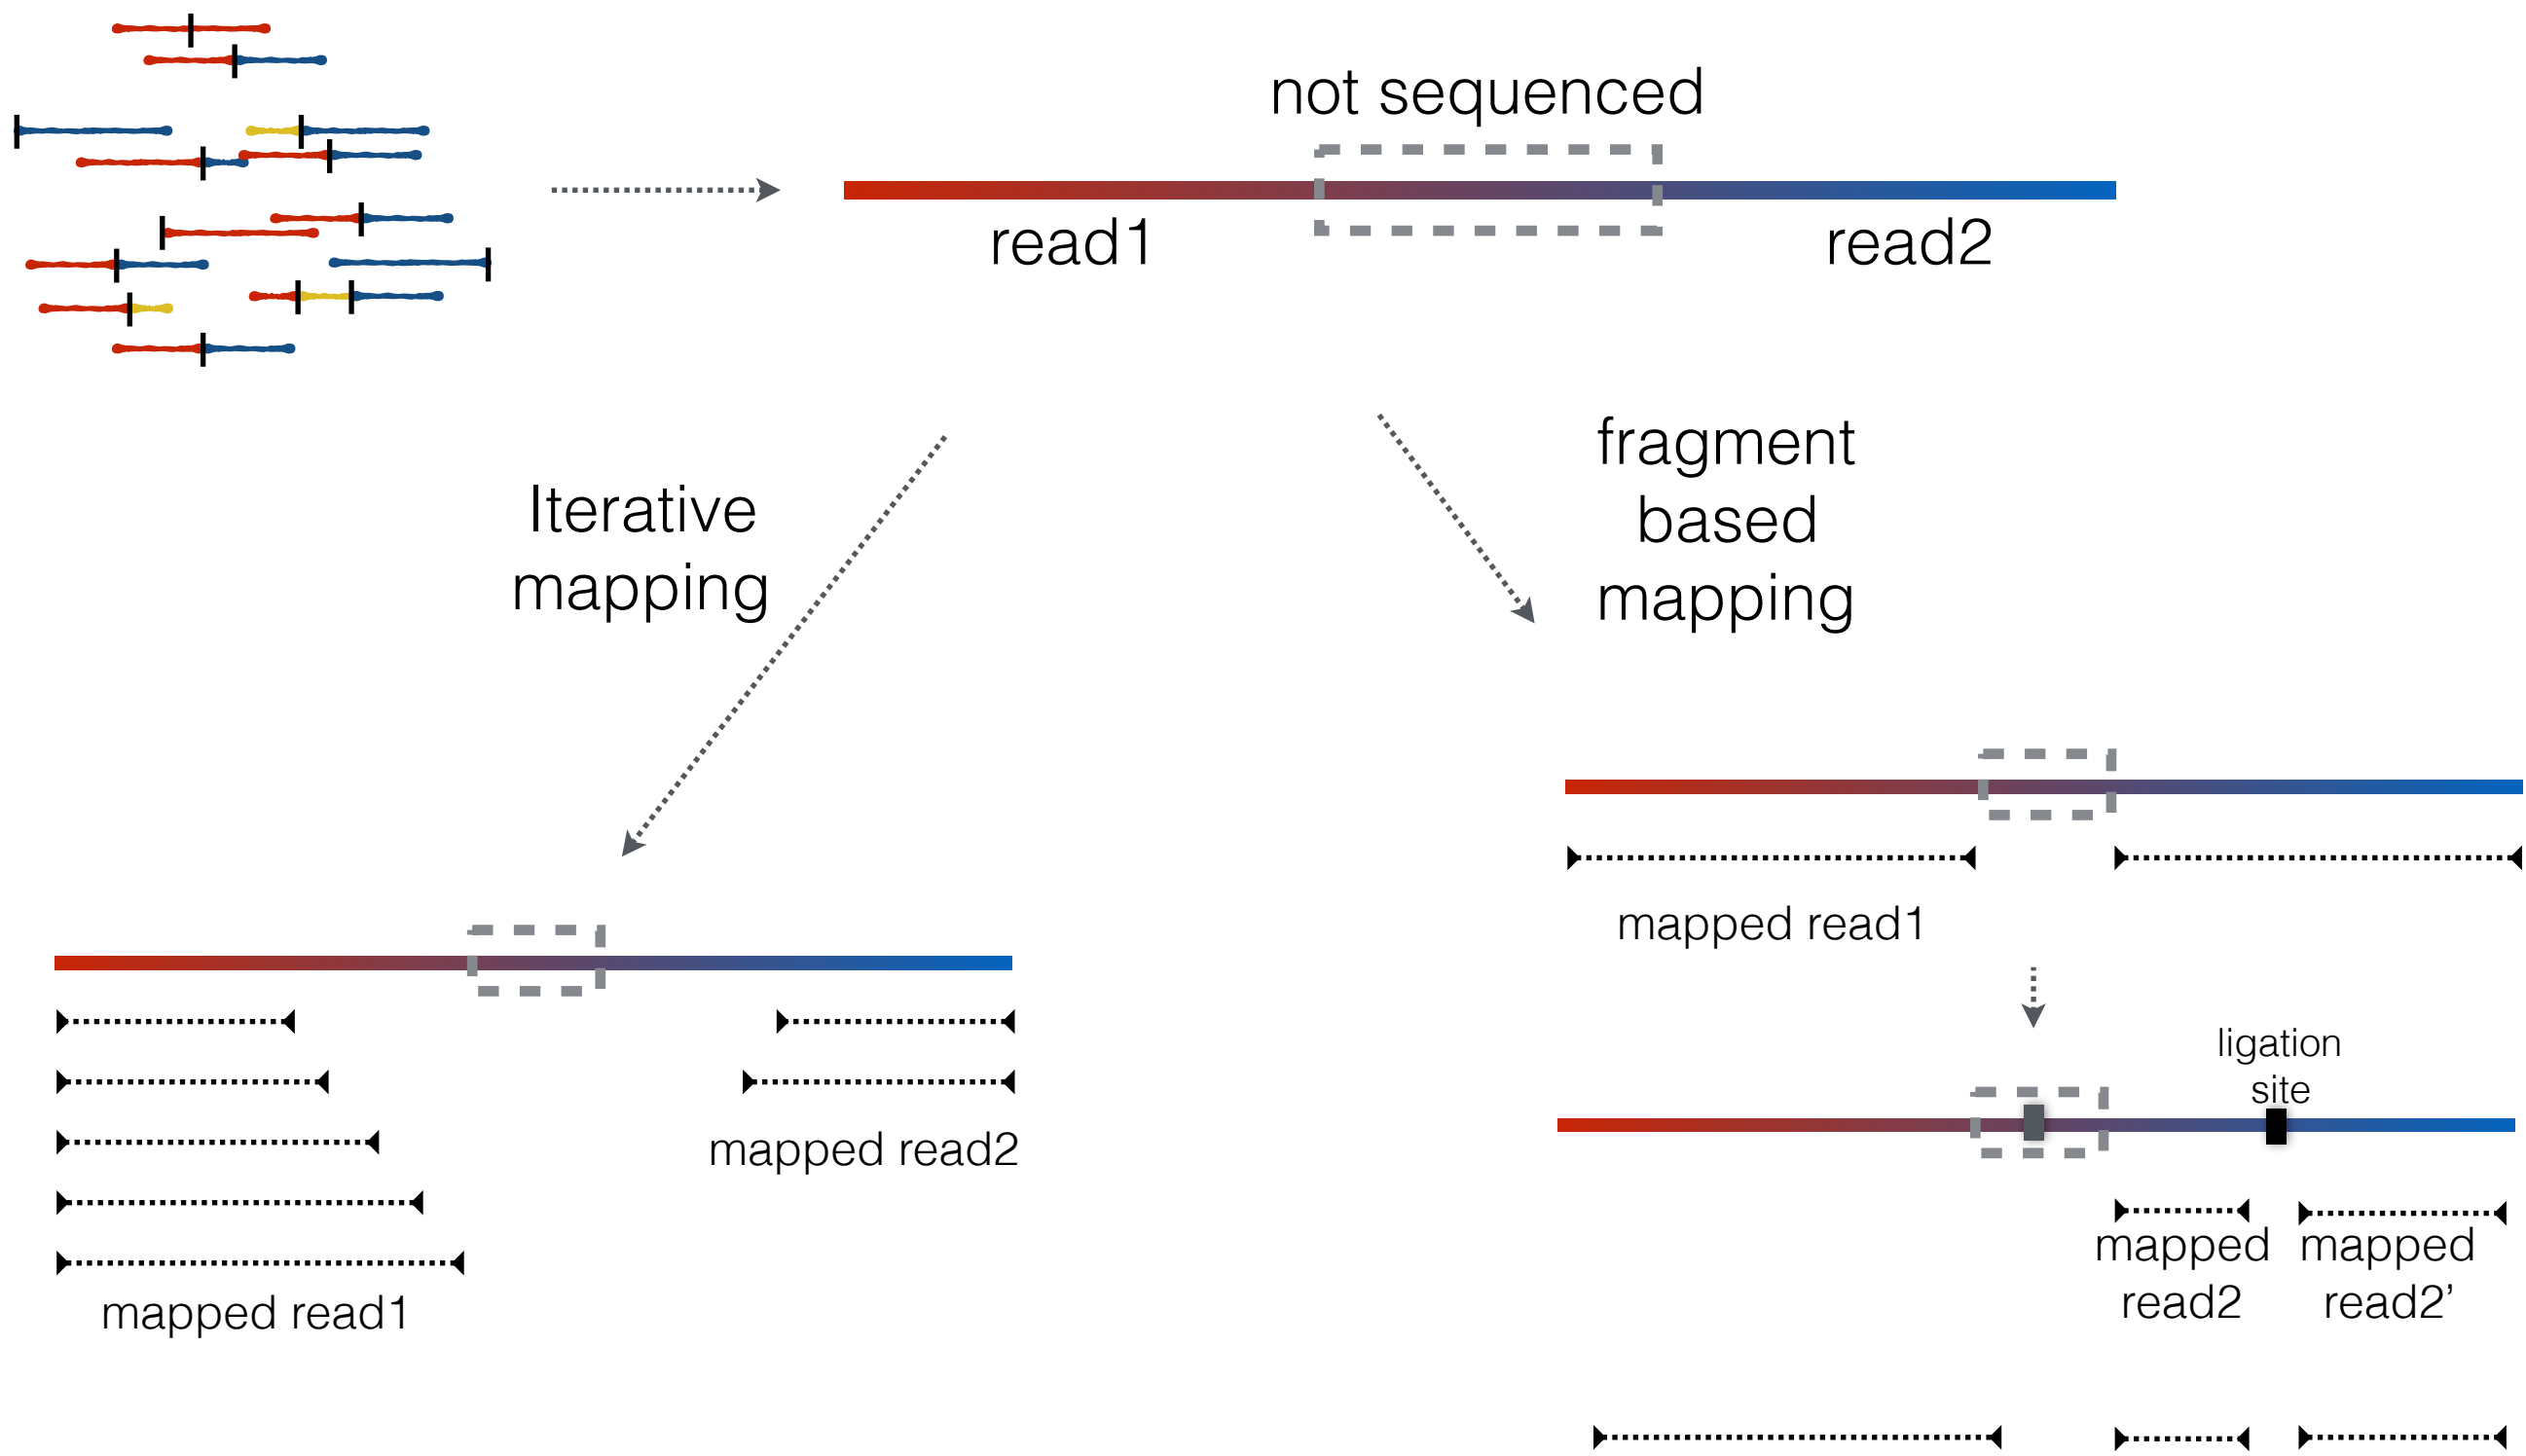 not sequenced
read1
read2
Iterative
mapping
fragment
based
mapping
mapped read1
ligation
site
mapped read2
mapped
read2
mapped
read2’
mapped read1